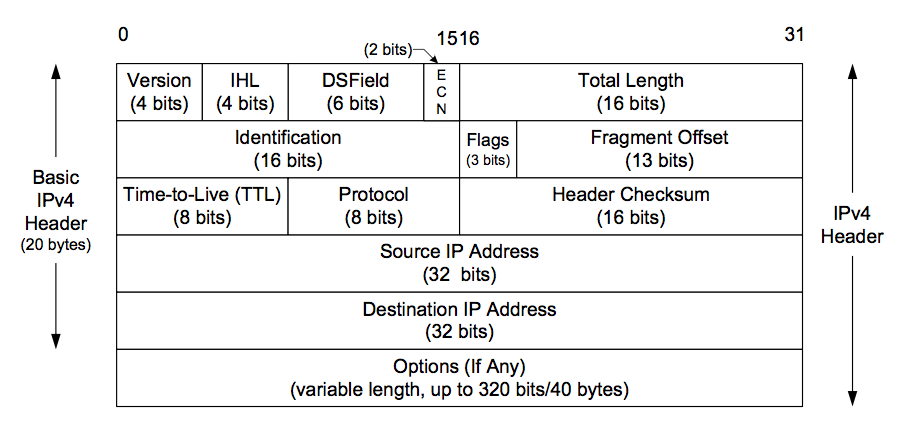 0
1516
31
(2 bits)
Version
(4 bits)
IHL
(4 bits)
DSField
(6 bits)
E
C
N
Total Length
(16 bits)
Identification
(16 bits)
Flags
(3 bits)
Fragment Offset
(13 bits)
Basic
IPv4
Header
(20 bytes)
Time-to-Live (TTL)
(8 bits)
Protocol
(8 bits)
Header Checksum
(16 bits)
IPv4
Header
Source IP Address
(32 bits)
Destination IP Address
(32 bits)
Options (If Any)
(variable length, up to 320 bits/40 bytes)